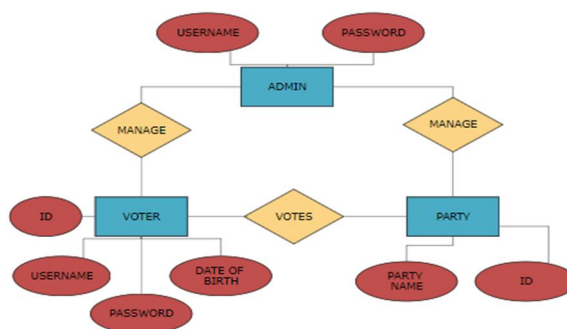 USERNAME
PASSWORD
ADMIN
MANAGE
MANAGE
ID
VOTER
VOTES
PARTY
USERNAME
DATE OF
BIRTH
PARTY
NAME
ID
PASSWORD